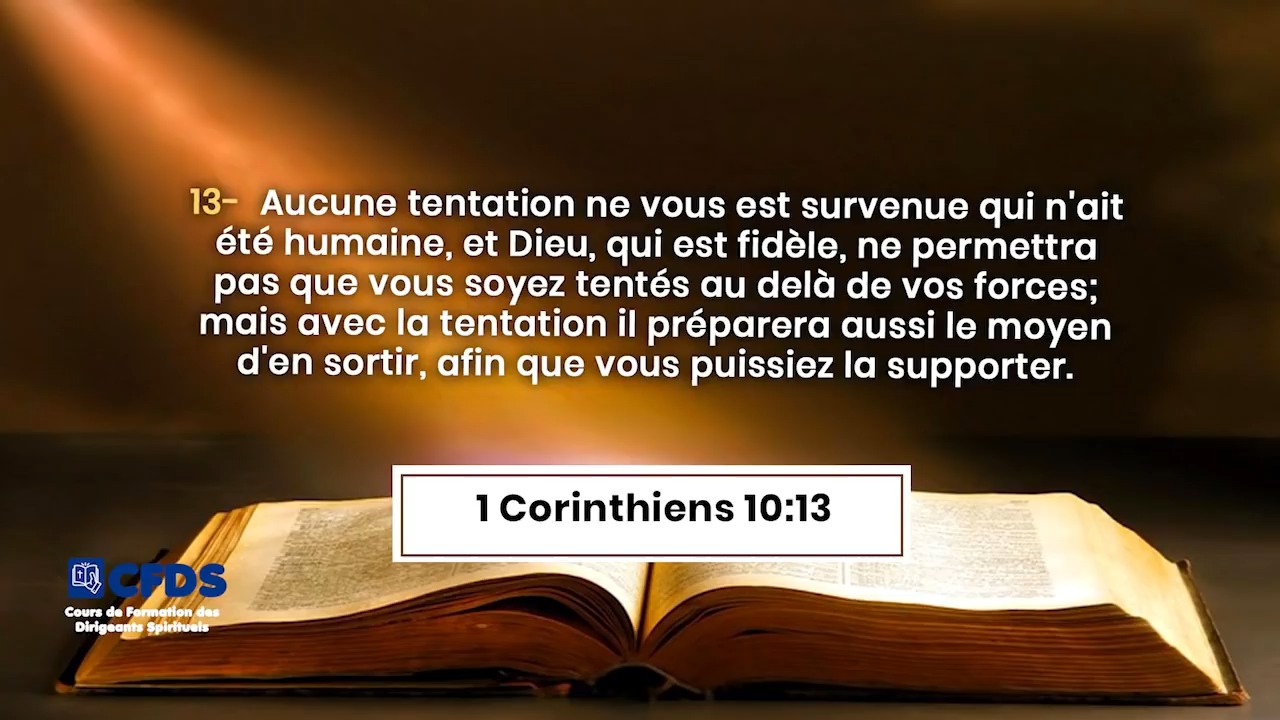 13- Aucune tentation ne vous est survenue qui n'ait
été humaine, et Dieu, qui est fidèle, ne permettra
pas que vous soyez tentés au delà de vos forces;
mais avec la tentation il préparera aussi le moyen
d'en sortir, afin que vous puissiez la supporter.
1 Corinthiens 10:13
CFDS
Cours de Formation des
Dirigeants Spirituels